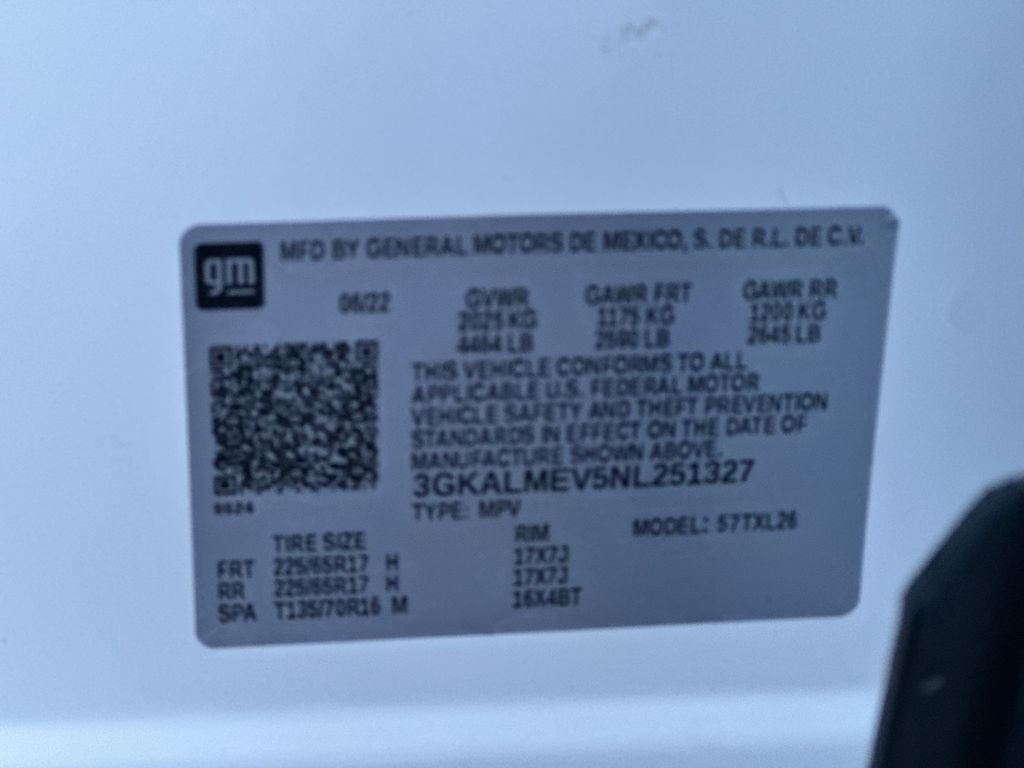 gm
MFD BY GENERAL MOTORS DE MEXICO, S. DE R.L. DE C.V.
06/22 GVWR GAWR FRT GAWR RR
2025 KG 1175 KG 1200 KG
4464 LB 2590 LB 2645 LB
THIS VEHICLE CONFORMS TO ALL
APPLICABLE U.S. FEDERAL MOTOR
VEHICLE SAFETY AND THEFT PREVENTION
STANDARDS IN EFFECT ON THE DATE OF
MANUFACTURE SHOWN ABOVE.
3GKALMEV5NL251327
TYPE: MPV MODEL: 57TXL26
TIRE SIZE RIM
FRT 225/65R17 H 17X7J
RR 225/65R17 H 17X7J
SPA T135/70R16 M 16X4BT